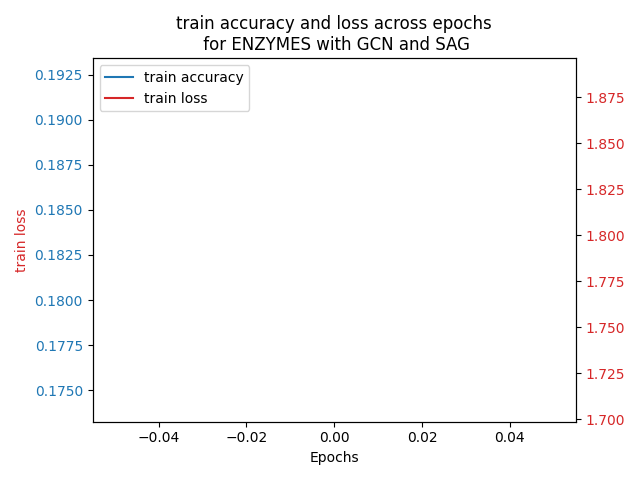 train accuracy and loss across epochs
for ENZYMES with GCN and SAG
train accuracy
train loss
0.1925
0.1900
0.1875
0.1850
0.1825
0.1800
0.1775
0.1750
train loss
1.875
1.850
1.825
1.800
1.775
1.750
1.725
1.700
−0.04 −0.02 0.00 0.02 0.04
Epochs